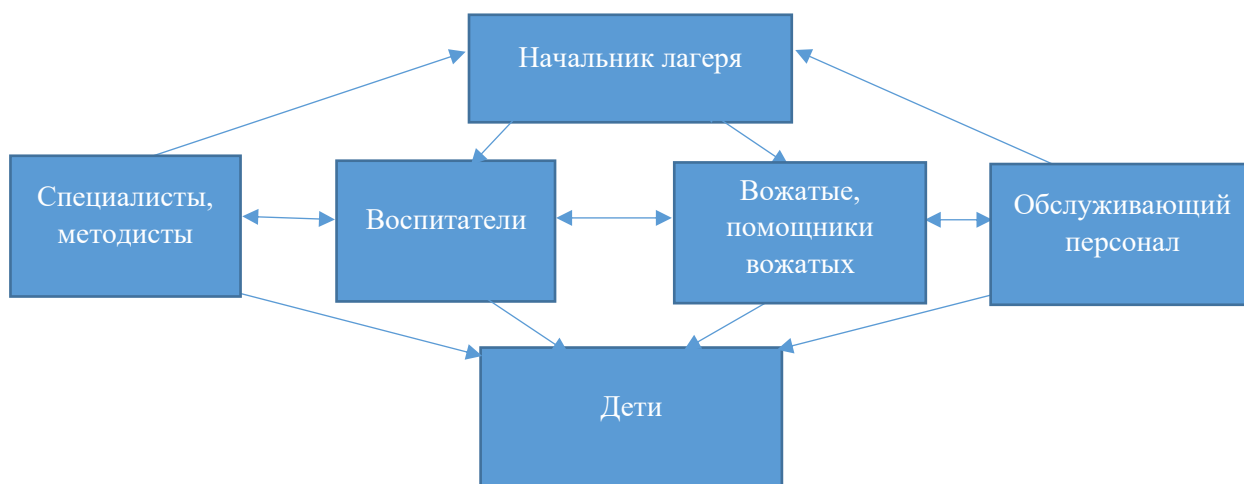 Начальник лагеря
Специалисты,
методисты
Воспитатели
Вожатые,
помощники
вожатых
Обслуживающий
персонал
Дети